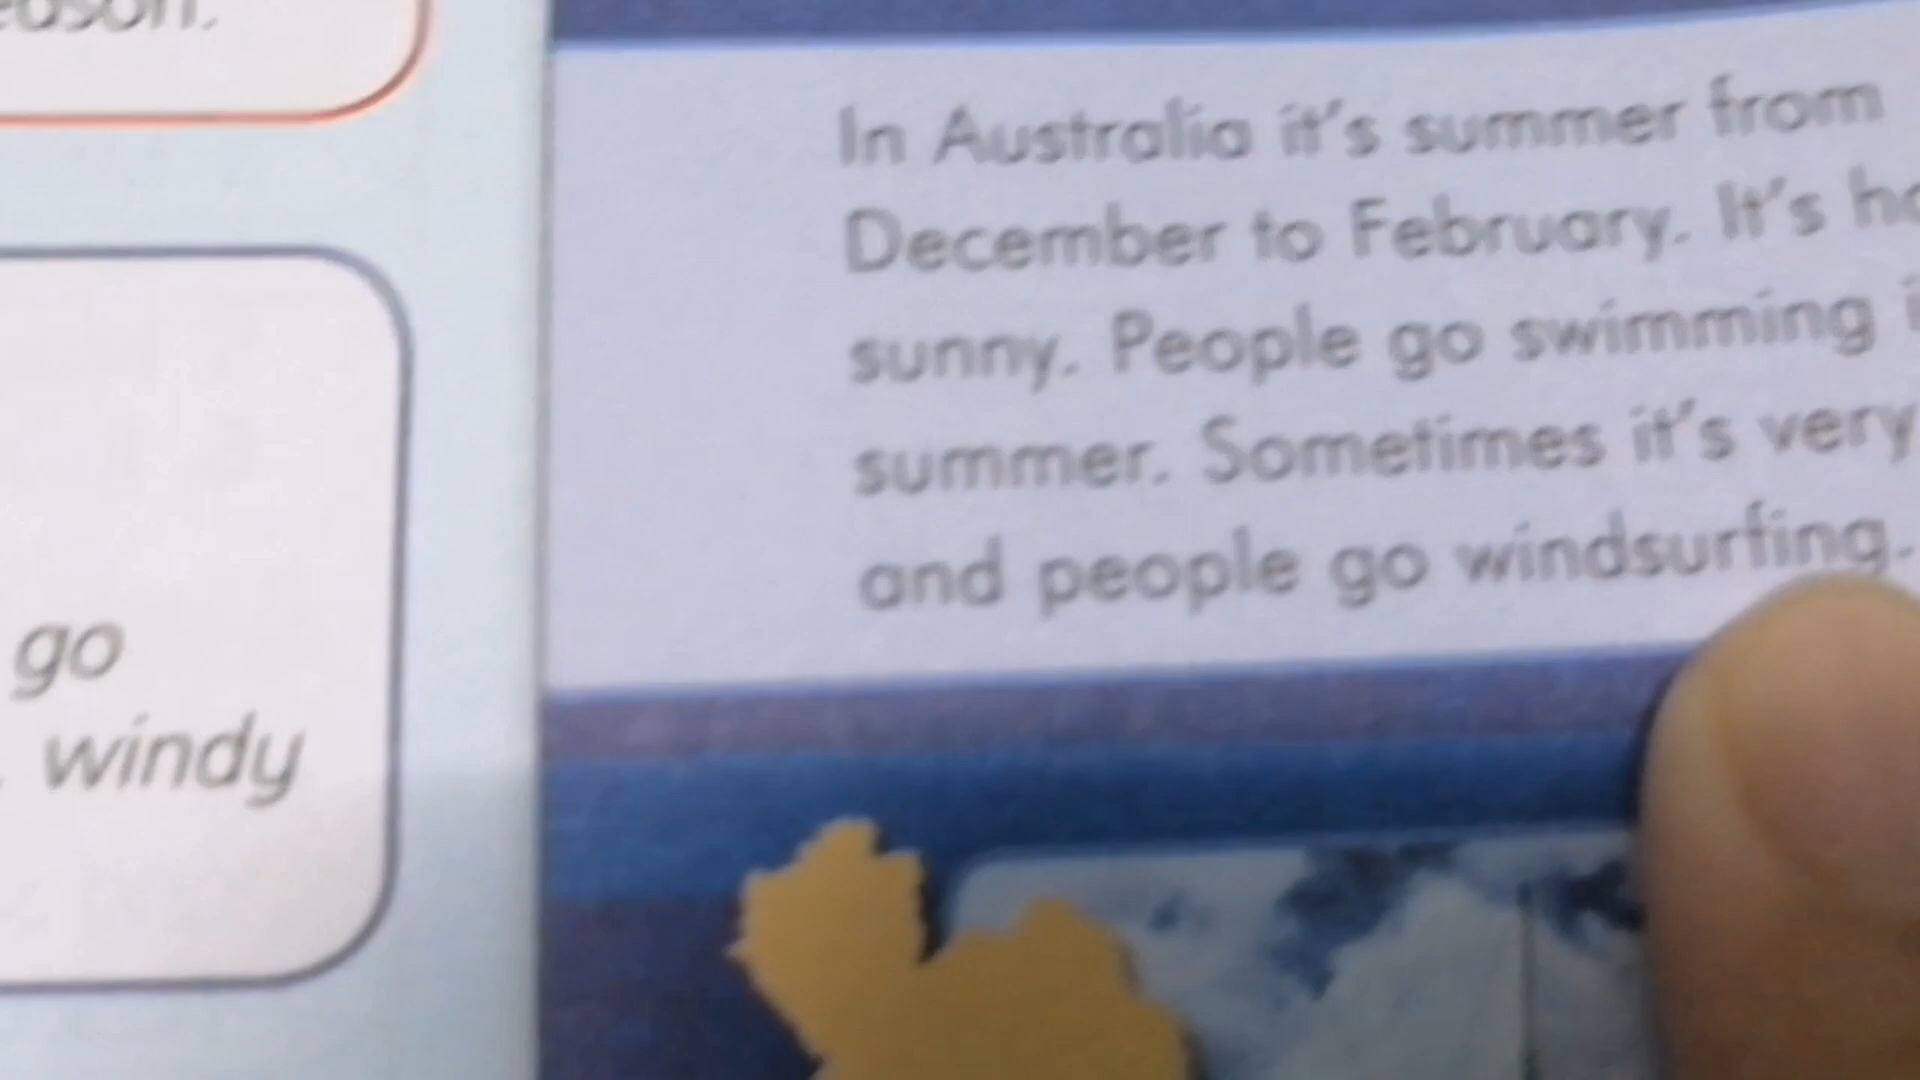 go
windy
In Australia it's summer from
December to February. It's
sunny. People go swimming
summer. Sometimes it's very
and people go windsurfing.